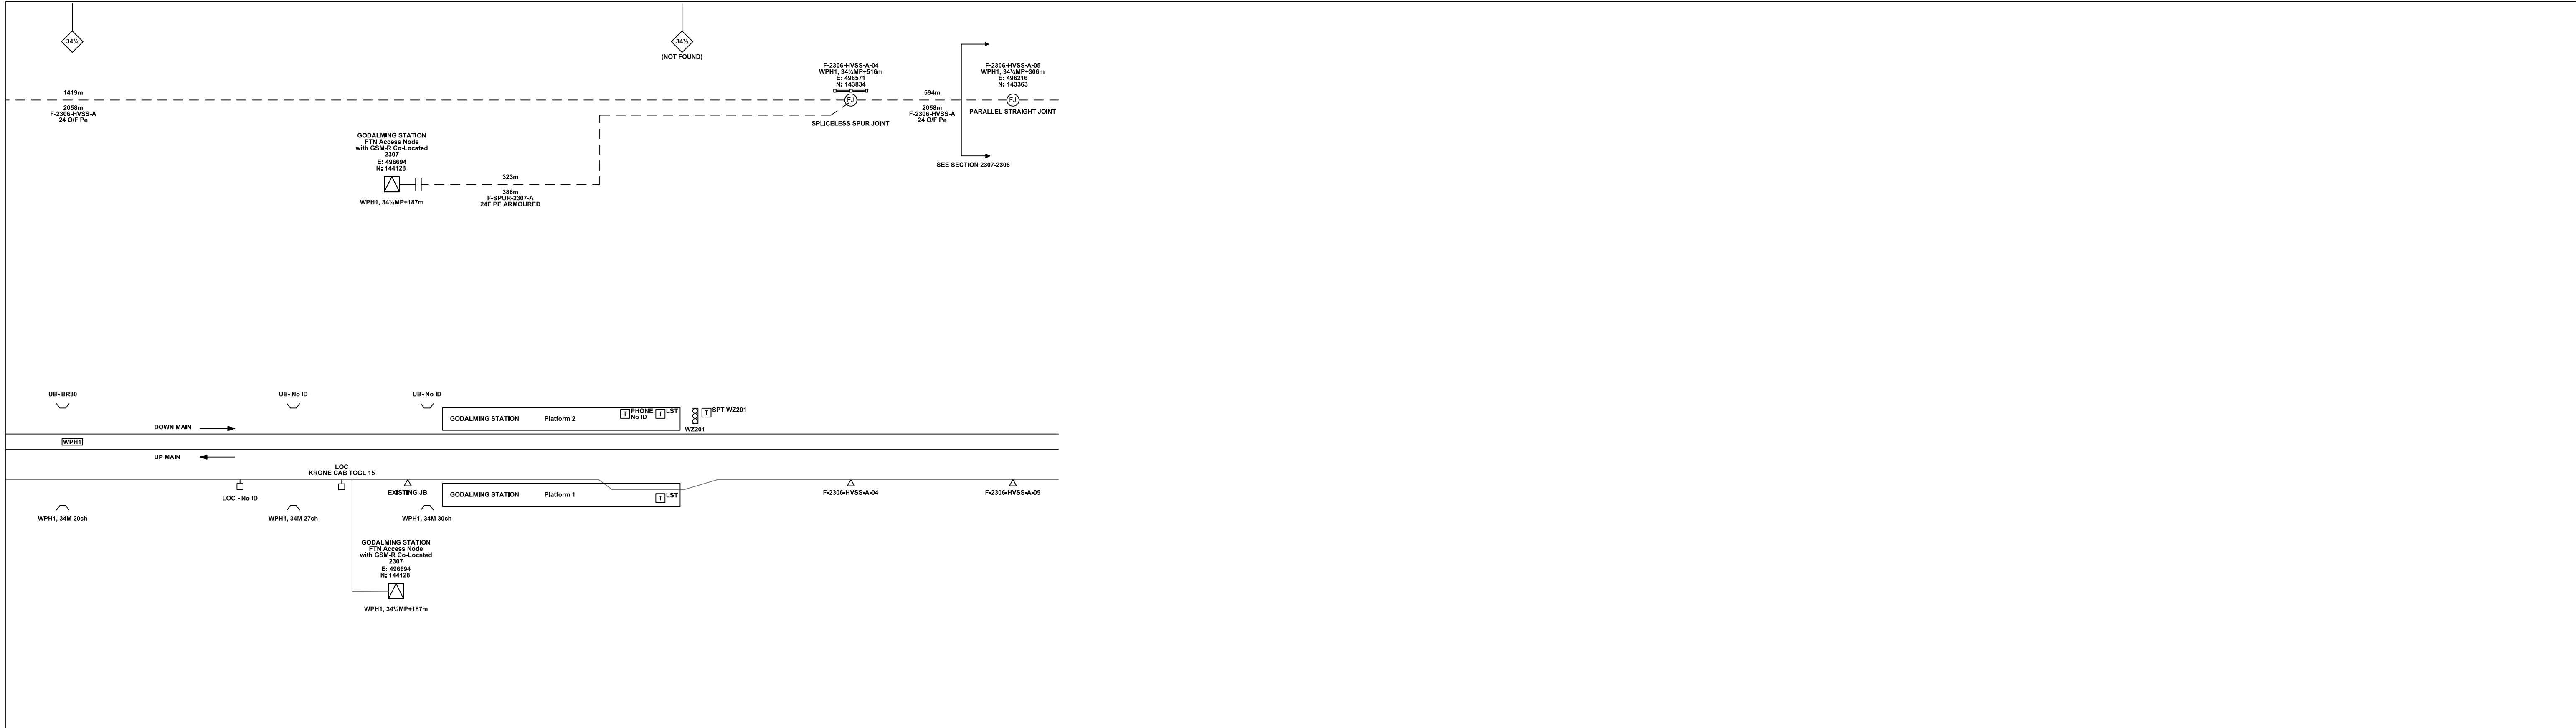 34¼
34½
(NOT FOUND)
F-2306-HVSS-A-04
WPH1, 34¼MP+516m
E: 496571
N: 143834
F-2306-HVSS-A-05
WPH1, 34¾MP+306m
E: 496216
N: 143363
1419m
2058m
F-2306-HVSS-A
24 O/F Pe
FJ
594m
2058m
F-2306-HVSS-A
24 O/F Pe
FJ
PARALLEL STRAIGHT JOINT
SPLICELESS SPUR JOINT
SEE SECTION 2307-2308
GODALMING STATION
FTN Access Node
with GSM-R Co-Located
2307
E: 496694
N: 144128
WPH1, 34¼MP+187m
323m
388m
F-SPUR-2307-A
24F PE ARMOURED
UB- BR30
UB- No ID
UB- No ID
GODALMING STATION Platform 2
T PHONE
No ID
T LST
T SPT WZ201
WZ201
DOWN MAIN
WPH1
UP MAIN
LOC
KRONE CAB TCGL 15
LOC - No ID
EXISTING JB
GODALMING STATION Platform 1
T LST
F-2306-HVSS-A-04
F-2306-HVSS-A-05
WPH1, 34M 20ch
WPH1, 34M 27ch
WPH1, 34M 30ch
GODALMING STATION
FTN Access Node
with GSM-R Co-Located
2307
E: 496694
N: 144128
WPH1, 34¼MP+187m